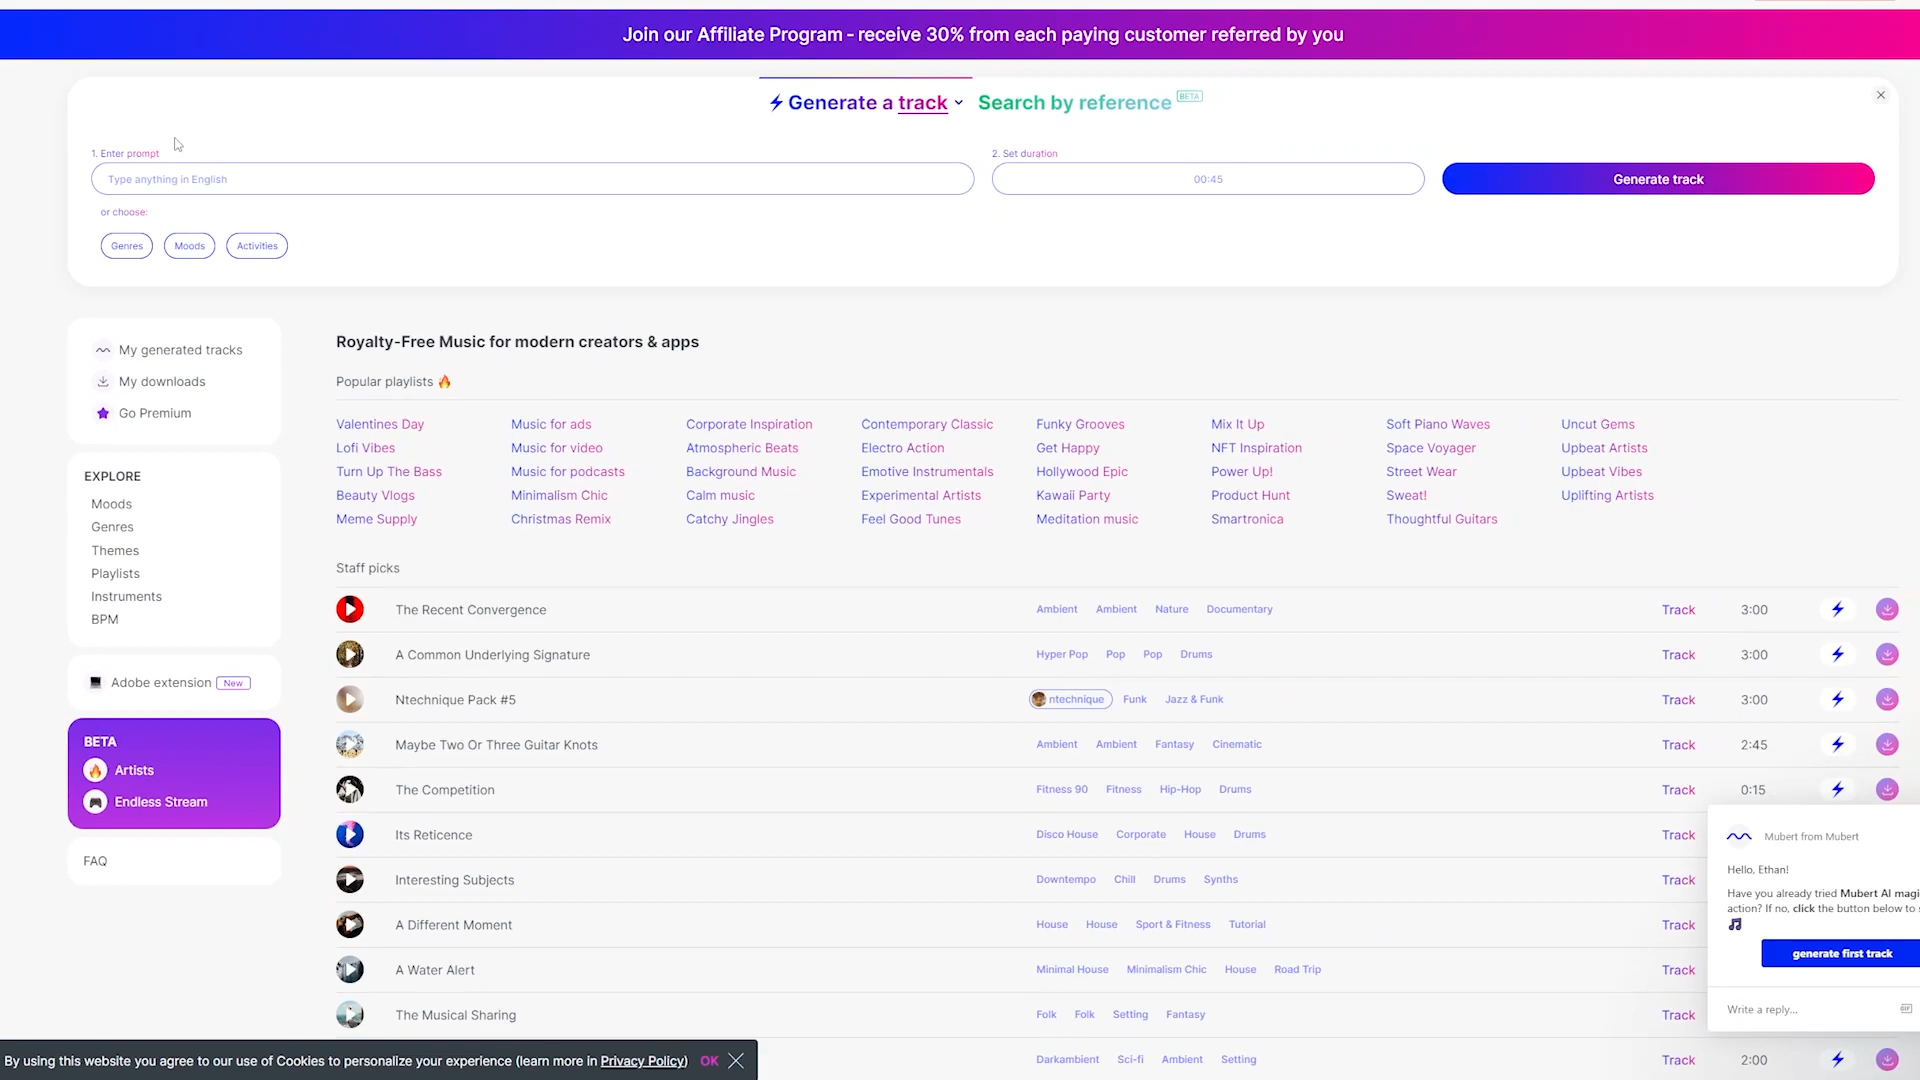 Join our Affiliate Program - receive 30% from each paying customer referred by you
Generate a track Search by reference BETA
1. Enter prompt
Type anything in English
2. Set duration
00:45
Generate track
or choose:
Genres Moods Activities
My generated tracks
My downloads
Go Premium
EXPLORE
Moods
Genres
Themes
Playlists
Instruments
BPM
Adobe extension New
BETA
Artists
Endless Stream
FAQ
Royalty-Free Music for modern creators & apps
Popular playlists
Valentines Day Music for ads Corporate Inspiration Contemporary Classic Funky Grooves Mix It Up Soft Piano Waves Uncut Gems
Lofi Vibes Music for video Atmospheric Beats Electro Action Get Happy NFT Inspiration Space Voyager Upbeat Artists
Turn Up The Bass Music for podcasts Background Music Emotive Instrumentals Hollywood Epic Power Up! Street Wear Upbeat Vibes
Beauty Vlogs Minimalism Chic Calm music Experimental Artists Kawaii Party Product Hunt Sweat! Uplifting Artists
Meme Supply Christmas Remix Catchy Jingles Feel Good Tunes Meditation music Smartronica Thoughtful Guitars
Staff picks
The Recent Convergence Ambient Ambient Nature Documentary Track 3:00
A Common Underlying Signature Hyper Pop Pop Pop Drums Track 3:00
Ntechnique Pack #5 ntechnique Funk Jazz & Funk Track 3:00
Maybe Two Or Three Guitar Knots Ambient Ambient Fantasy Cinematic Track 2:45
The Competition Fitness 90 Fitness Hip-Hop Drums Track 0:15
Its Reticence Disco House Corporate House Drums Track
Interesting Subjects Downtempo Chill Drums Synths Track
A Different Moment House House Sport & Fitness Tutorial Track
A Water Alert Minimal House Minimalism Chic House Road Trip Track
The Musical Sharing Folk Folk Setting Fantasy Track
Darkambient Sci-fi Ambient Setting Track 2:00
Mubert from Mubert
Hello, Ethan!
Have you already tried Mubert AI magi
action? If no, click the button below to
generate first track
Write a reply...
GIF
By using this website you agree to our use of Cookies to personalize your experience (learn more in Privacy Policy) OK